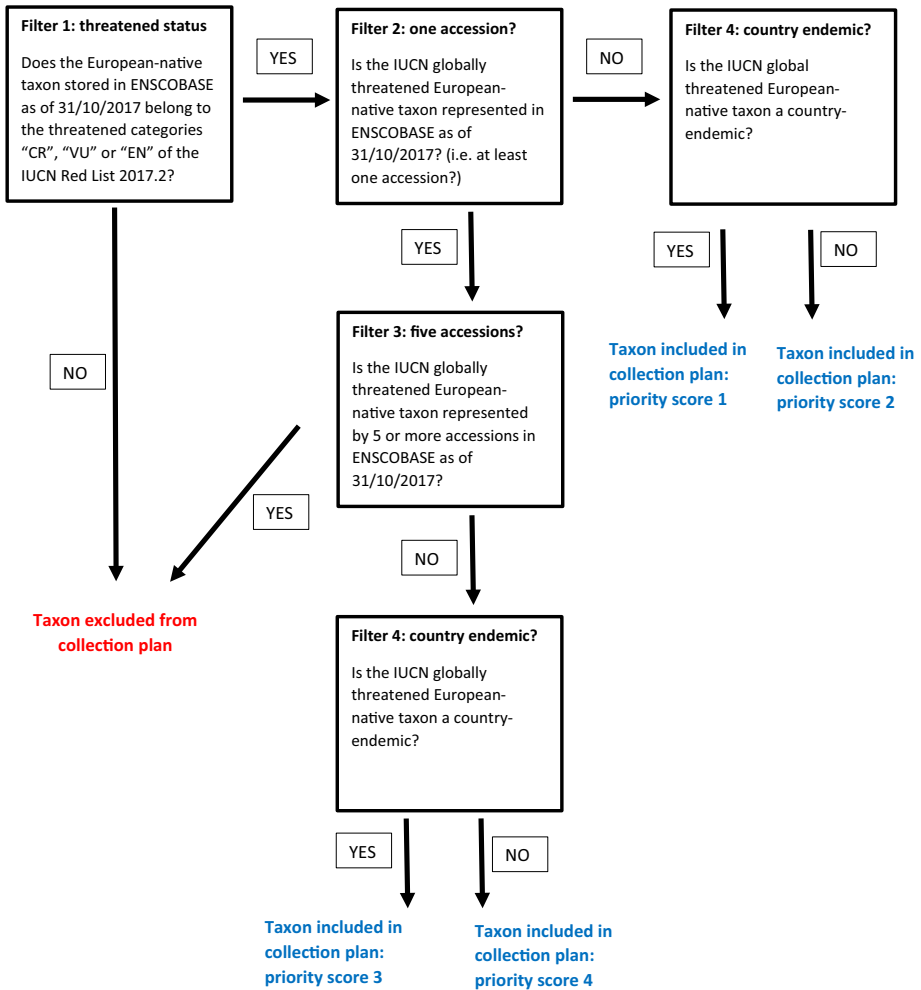 Filter 1: threatened status
Does the European-native
taxon stored in ENSCOBASE
as of 31/10/2017 belong to
the threatened categories
“CR”, “VU” or “EN” of the
IUCN Red List 2017.2?
YES
Filter 2: one accession?
Is the IUCN globally
threatened European-
native taxon represented in
ENSCOBASE as of
31/10/2017? (i.e. at least
one accession?)
NO
Filter 4: country endemic?
Is the IUCN global
threatened European-
native taxon a country-
endemic?
YES
YES
NO
Taxon included in
collection plan:
priority score 1
Taxon included in
collection plan:
priority score 2
NO
Filter 3: five accessions?
Is the IUCN globally
threatened European-
native taxon represented
by 5 or more accessions in
ENSCOBASE as of
31/10/2017?
YES
NO
Taxon excluded from
collection plan
Filter 4: country endemic?
Is the IUCN globally
threatened European-
native taxon a country-
endemic?
YES
NO
Taxon included in
collection plan:
priority score 3
Taxon included in
collection plan:
priority score 4